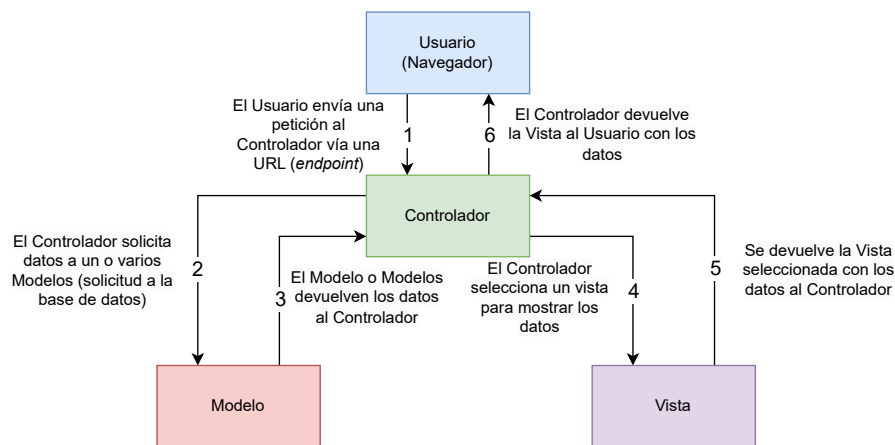 Usuario
(Navegador)
El Usuario envía una
petición al
Controlador vía una
URL (endpoint)
1
6
El Controlador devuelve
la Vista al Usuario con los
datos
Controlador
El Controlador solicita
datos a un o varios
Modelos (solicitud a la
base de datos)
2
3
El Modelo o Modelos
devuelven los datos
al Controlador
El Controlador
selecciona un vista
para mostrar los
datos
4
5
Se devuelve la Vista
seleccionada con los
datos al Controlador
Modelo
Vista